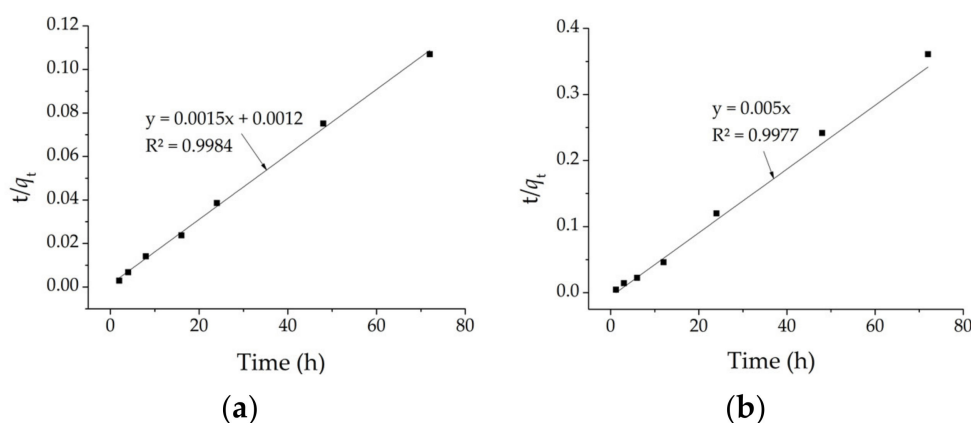 0.12
0.10
0.08
0.06
0.04
0.02
0.00
t/qt
y = 0.0015x + 0.0012
R² = 0.9984
0 20 40 60 80
Time (h)
(a)
0.4
0.3
0.2
0.1
0.0
t/qt
y = 0.005x
R² = 0.9977
0 20 40 60 80
Time (h)
(b)